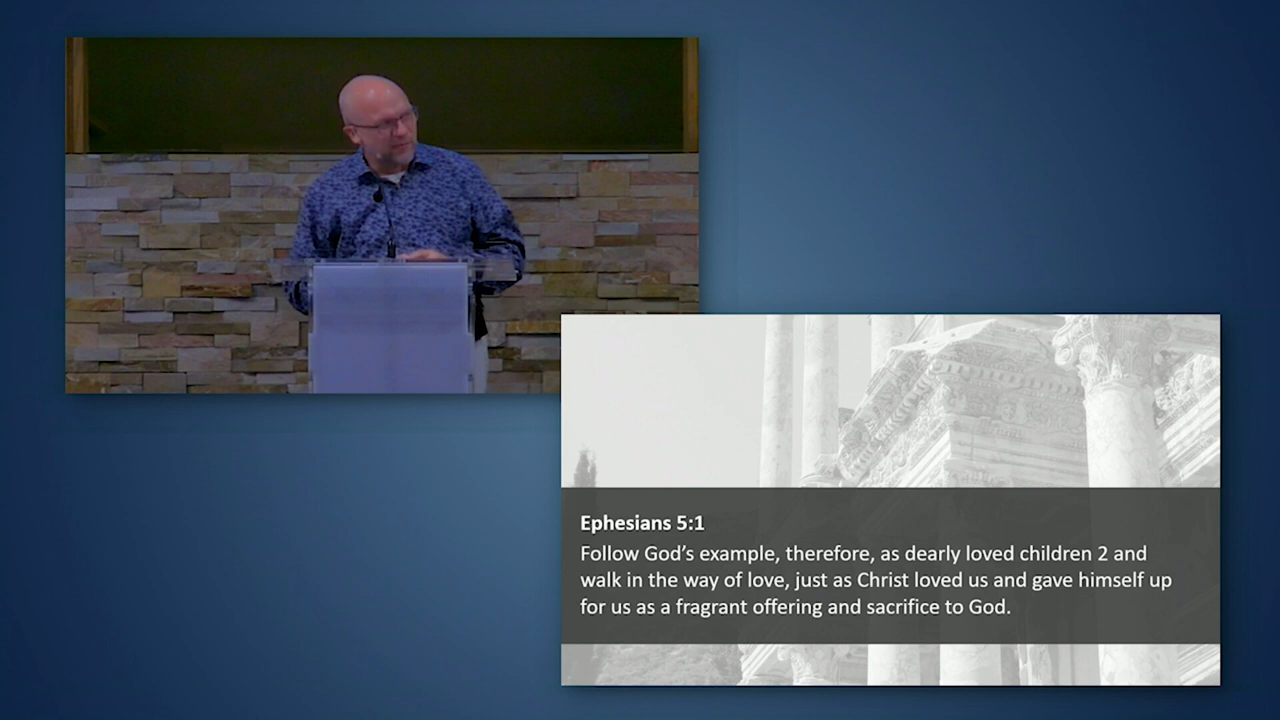 Ephesians 5:1
Follow God’s example, therefore, as dearly loved children 2 and
walk in the way of love, just as Christ loved us and gave himself up
for us as a fragrant offering and sacrifice to God.